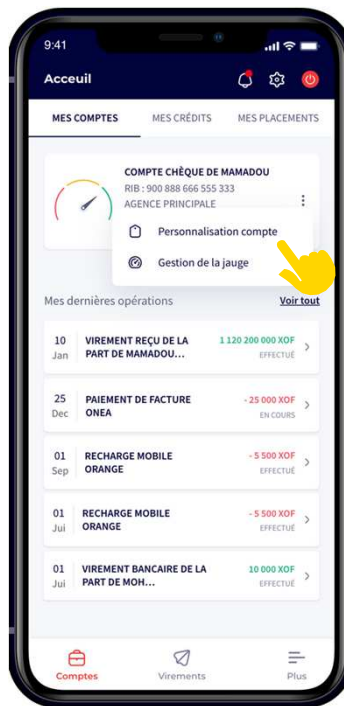 9:41
Acceuil
MES COMPTES MES CRÉDITS MES PLACEMENTS
COMPTE CHÈQUE DE MAMADOU
RIB : 900 888 666 555 333
AGENCE PRINCIPALE
Personnalisation compte
Gestion de la jauge
Mes dernières opérations Voir tout
10 VIREMENT REÇU DE LA 1 120 200 000 XOF
Jan PART DE MAMADOU... EFFECTUÉ
25 PAIEMENT DE FACTURE - 25 000 XOF
Dec ONEA EN COURS
01 RECHARGE MOBILE - 5 500 XOF
Sep ORANGE EFFECTUÉ
01 RECHARGE MOBILE - 5 500 XOF
Jui ORANGE EFFECTUÉ
01 VIREMENT BANCAIRE DE LA 10 000 XOF
Jui PART DE MOH... EFFECTUÉ
Comptes Virements Plus